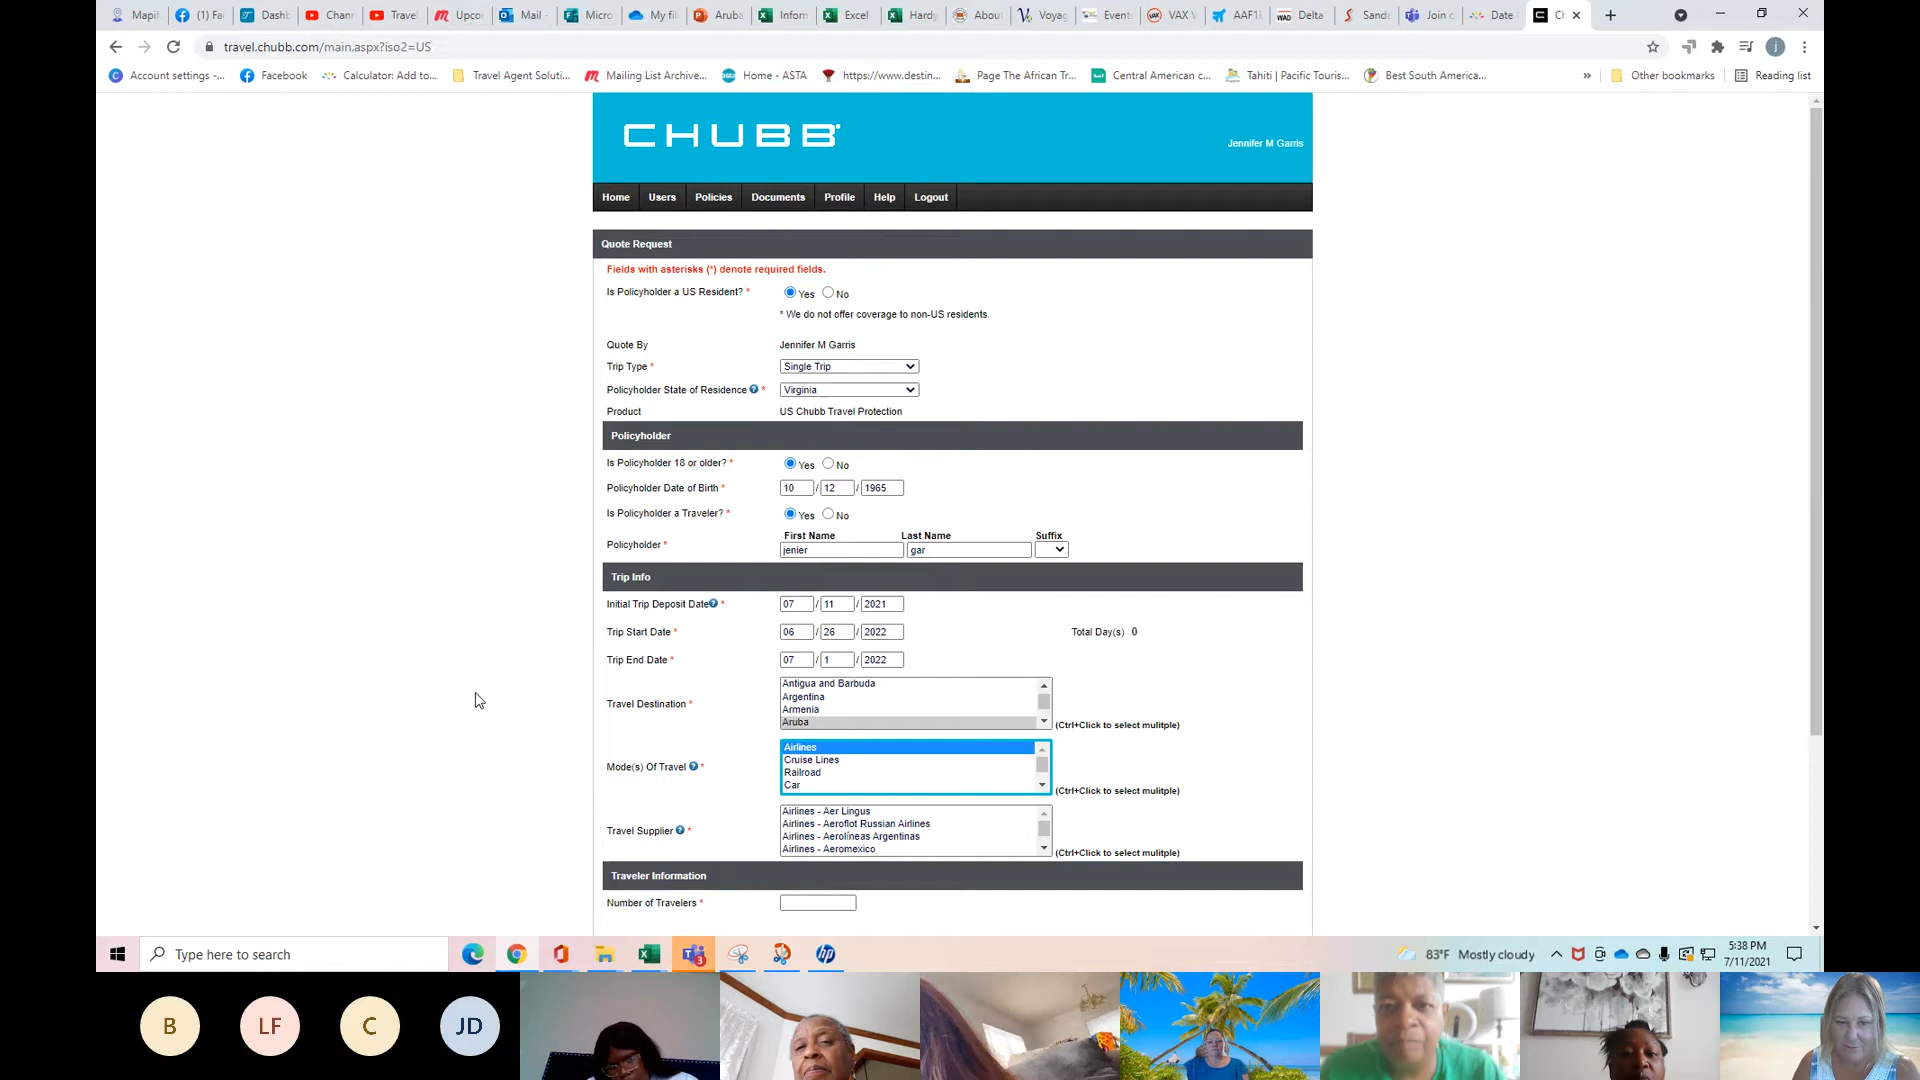 Mapif
(1) Fa
Dashb
Chann
Travel
Upcor
Mail -
Micro
My file
Aruba
Inform
Excel
Hardy
About
Voyag
Event
VAX V
AAF1E
Delta
Sanda
Join c
Date
Ch
travel.chubb.com/main.aspx?iso2=US
Account settings -...
Facebook
Calculator: Add to...
Travel Agent Soluti...
Mailing List Archive...
Home - ASTA
https://www.destin...
Page The African Tr...
Central American c...
Tahiti | Pacific Touris...
Best South America...
»
Other bookmarks
Reading list
CHUBB
Jennifer M Garris
Home Users Policies Documents Profile Help Logout
Quote Request
Fields with asterisks (*) denote required fields.
Is Policyholder a US Resident? * Yes No
* We do not offer coverage to non-US residents.
Quote By Jennifer M Garris
Trip Type * Single Trip
Policyholder State of Residence ? * Virginia
Product US Chubb Travel Protection
Policyholder
Is Policyholder 18 or older? * Yes No
Policyholder Date of Birth * 10 / 12 / 1965
Is Policyholder a Traveler? * Yes No
First Name Last Name Suffix
Policyholder * jenier gar
Trip Info
Initial Trip Deposit Date ? * 07 / 11 / 2021
Trip Start Date * 06 / 26 / 2022 Total Day(s) 0
Trip End Date * 07 / 1 / 2022
Antigua and Barbuda
Argentina
Travel Destination *
Armenia
Aruba
(Ctrl+Click to select mulitple)
Airlines
Cruise Lines
Mode(s) Of Travel ? *
Railroad
Car
(Ctrl+Click to select mulitple)
Airlines - Aer Lingus
Airlines - Aeroflot Russian Airlines
Travel Supplier ? *
Airlines - Aerolíneas Argentinas
Airlines - Aeromexico
(Ctrl+Click to select mulitple)
Traveler Information
Number of Travelers *
Type here to search
3
83°F Mostly cloudy
5:38 PM
7/11/2021
B LF C JD